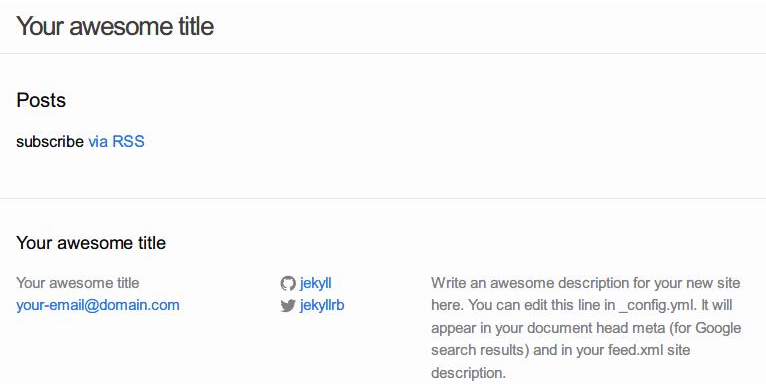 Your awesome title
Posts
subscribe via RSS
Your awesome title
Your awesome title
your-email@domain.com
jekyll
jekyllrb
Write an awesome description for your new site
here. You can edit this line in _config.yml. It will
appear in your document head meta (for Google
search results) and in your feed.xml site
description.